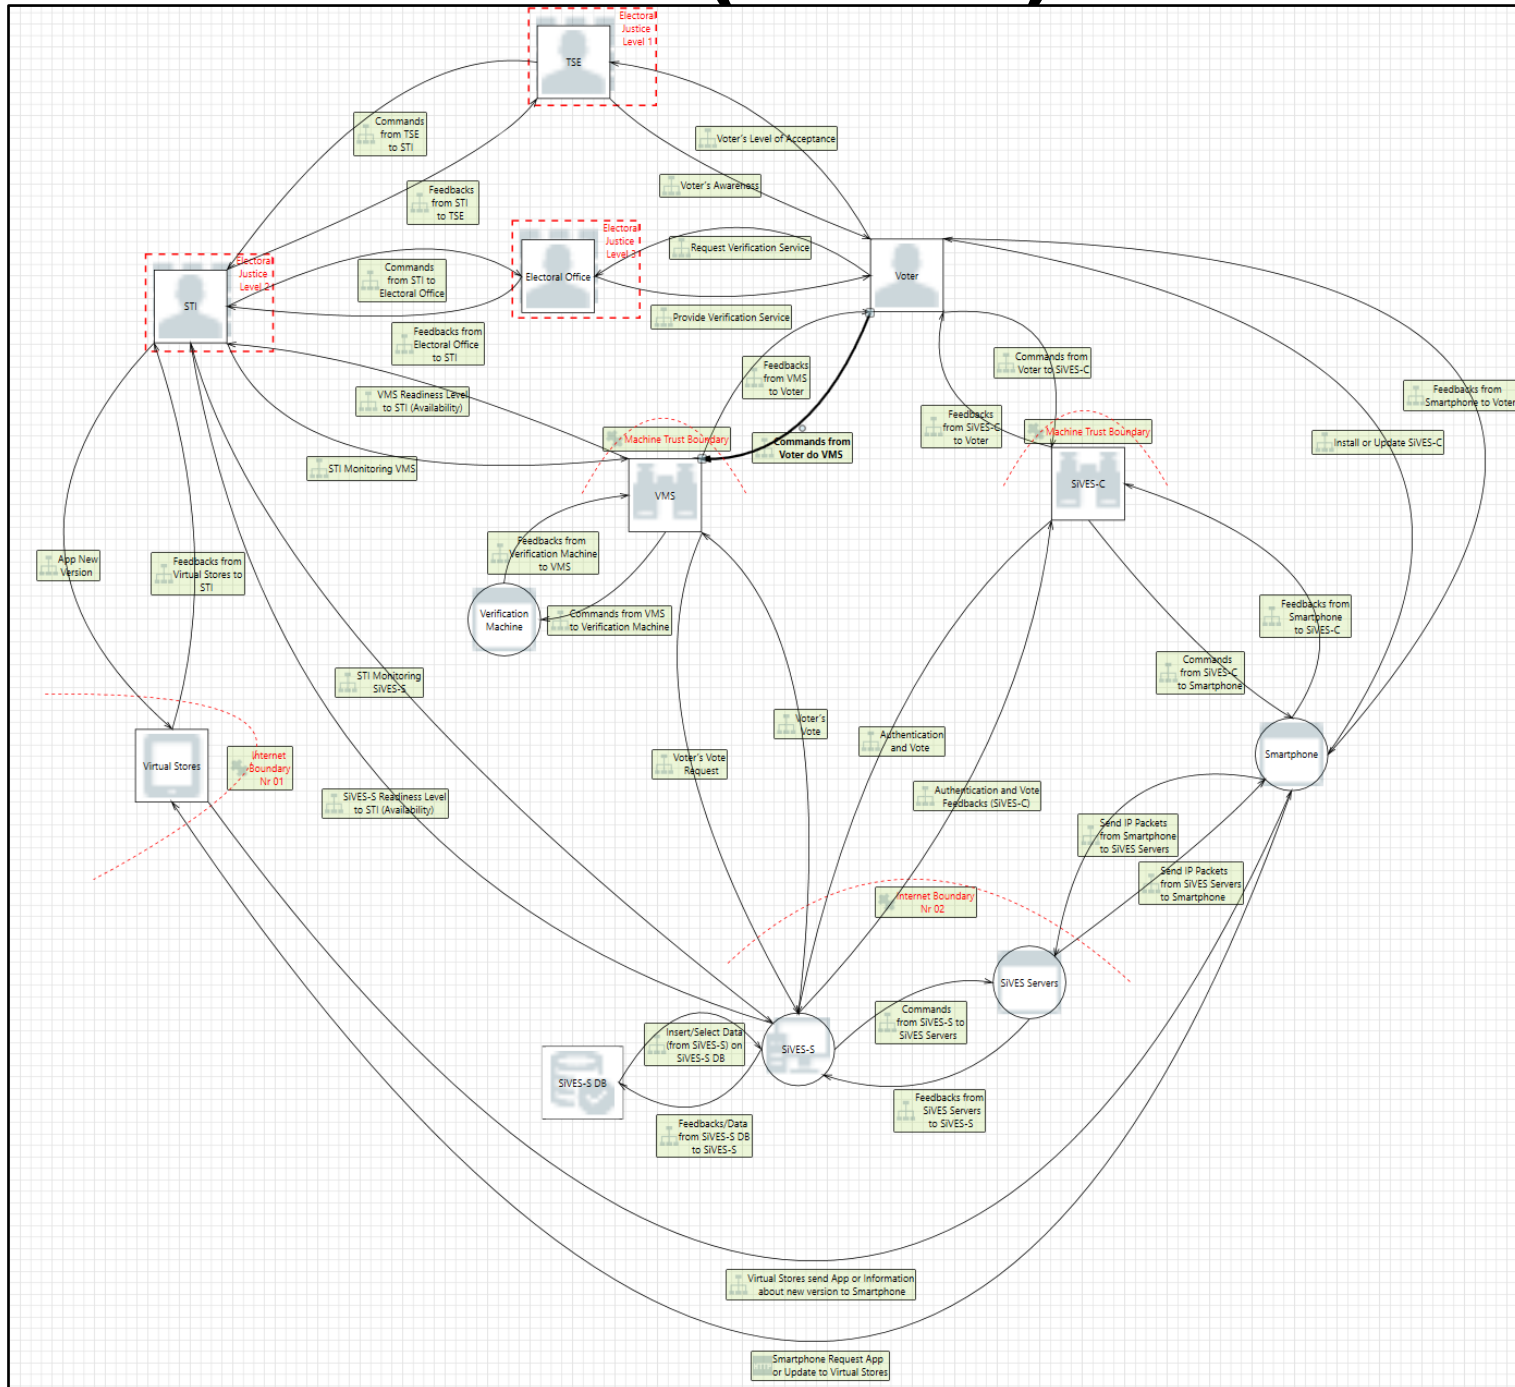 Electoral
Justice
Level 1
TSE
Commands
from TSE
to STI
Voter's Level of Acceptance
Feedbacks
from STI
to TSE
Voter's Awareness
Electoral
Justice
Level 3
Electoral Office
Request Verification Service
Voter
Electoral
Justice
Level 2
STI
Commands
from STI to
Electoral Office
Provide Verification Service
Feedbacks from
Electoral Office
to STI
Feedbacks
from VMS
to Voter
Commands from
Voter to SiVES-C
VMS Readiness Level
to STI (Availability)
Feedbacks
from SiVES-C
to Voter
Feedbacks from
Smartphone to Voter
Machine Trust Boundary
Commands from
Voter do VMS
Machine Trust Boundary
Install or Update SiVES-C
STI Monitoring VMS
VMS
SiVES-C
App New
Version
Feedbacks from
Virtual Stores to
STI
Feedbacks from
Verification Machine
to VMS
Verification
Machine
Commands from VMS
to Verification Machine
Feedbacks from
Smartphone
to SiVES-C
STI Monitoring
SiVES-S
Commands
from SiVES-C
to Smartphone
Voter's
Vote
Authentication
and Vote
Virtual Stores
Internet
Boundary
Nr 01
Voter's Vote
Request
Smartphone
SiVES-S Readiness Level
to STI (Availability)
Authentication and Vote
Feedbacks (SiVES-C)
Send IP Packets
from Smartphone
to SiVES Servers
Send IP Packets
from SiVES Servers
to Smartphone
Internet Boundary
Nr 02
SiVES Servers
Commands
from SiVES-S to
SiVES Servers
Insert/Select Data
(from SiVES-S) on
SiVES-S DB
SiVES-S
SiVES-S DB
Feedbacks from
SiVES Servers
to SiVES-S
Feedbacks/Data
from SiVES-S DB
to SiVES-S
Virtual Stores send App or Information
about new version to Smartphone
Smartphone Request App
or Update to Virtual Stores